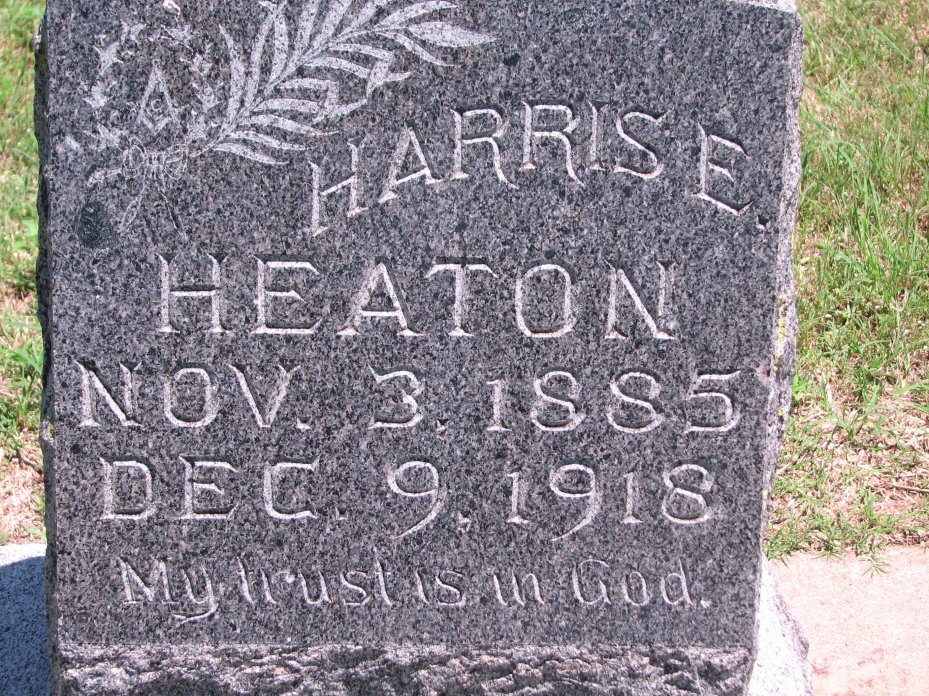 HARRIS E.
HEATON
NOV. 3. 1885
DEC. 9. 1918
My trust is in God.